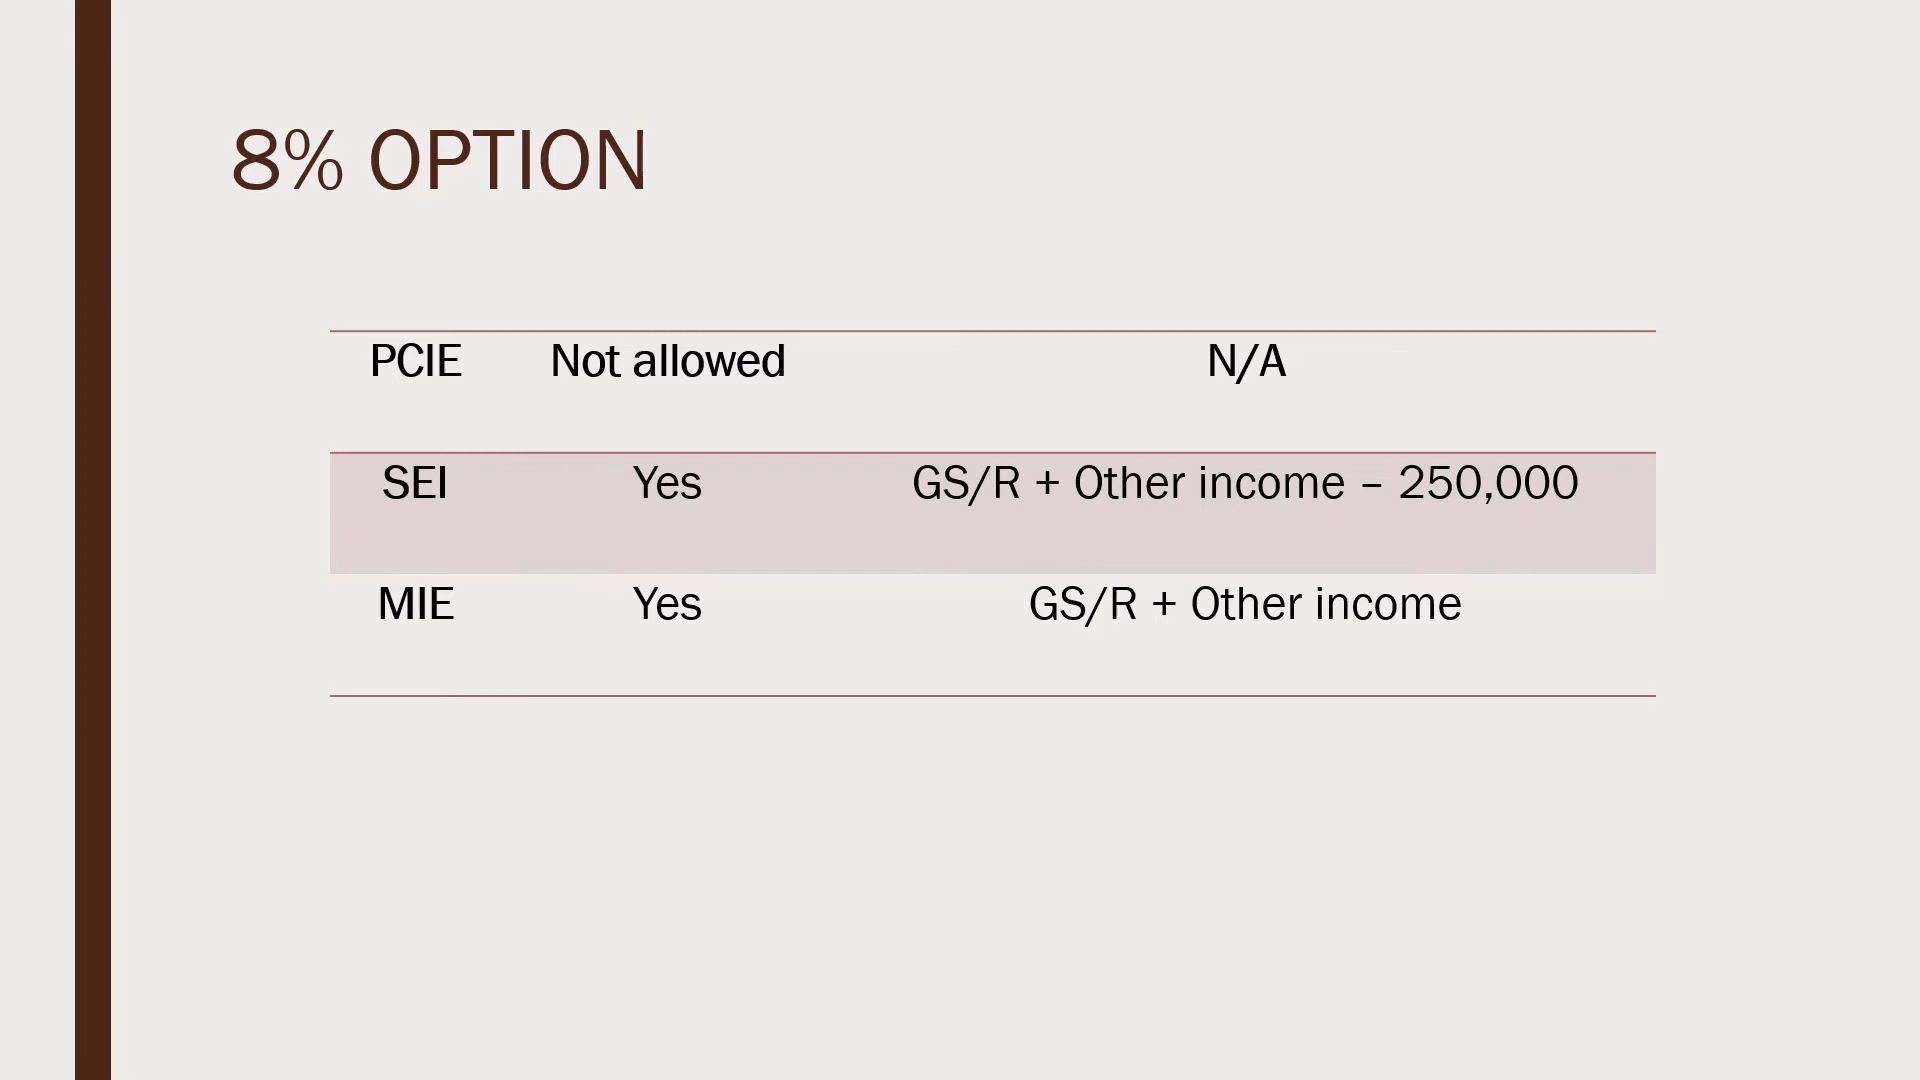 8% OPTION
PCIE Not allowed N/A
SEI Yes GS/R + Other income – 250,000
MIE Yes GS/R + Other income